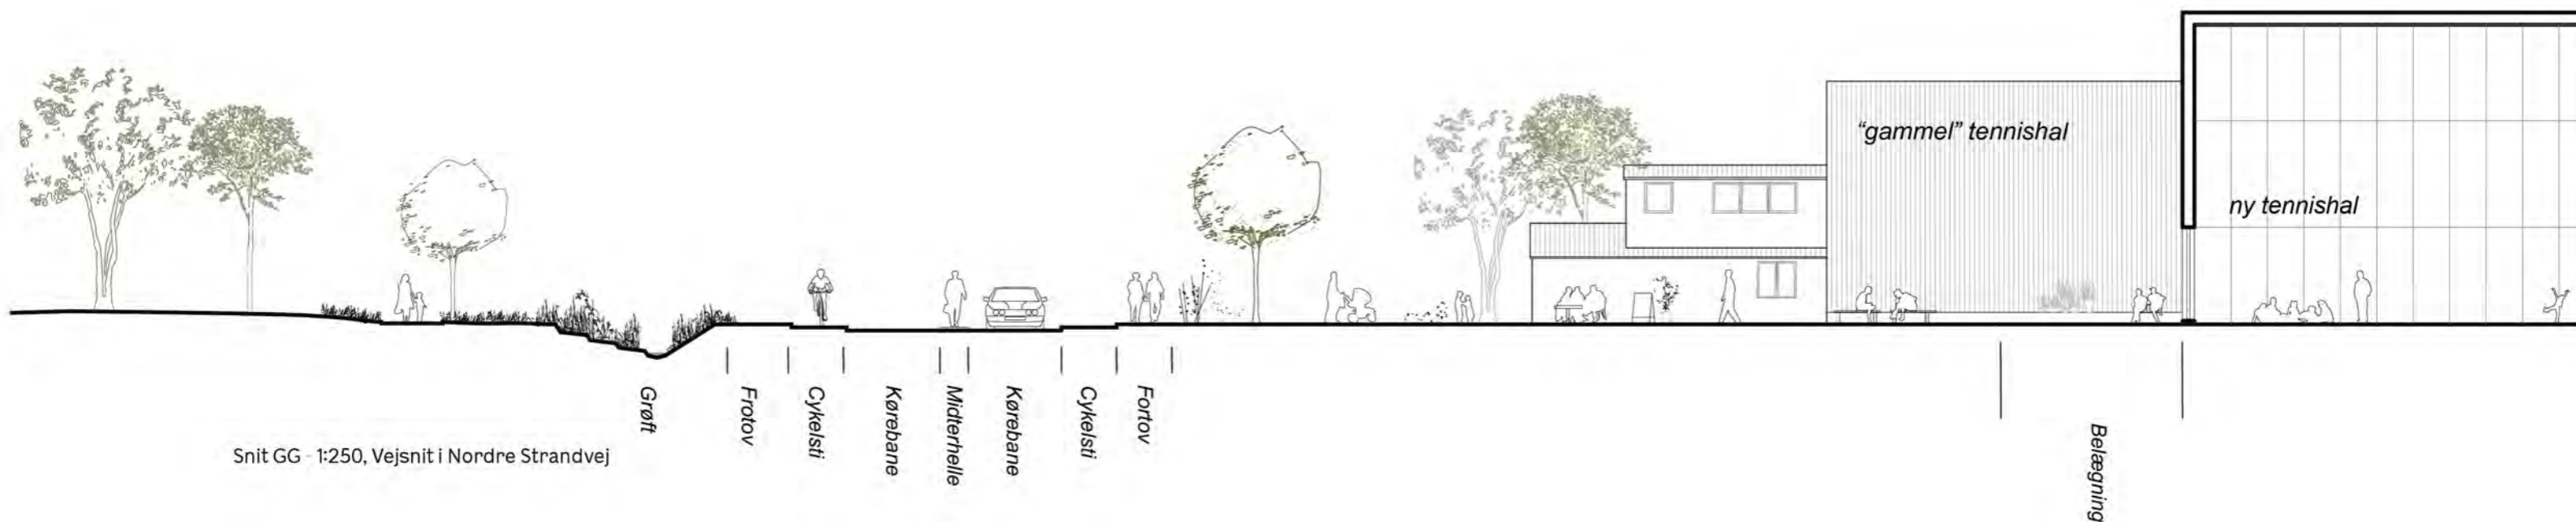 "gammel" tennishal
ny tennishal
Grøft
Frotov
Cykelsti
Kørebane
Midterhelle
Kørebane
Cykelsti
Fortov
Belægning
Snit GG - 1:250, Vejsnit i Nordre Strandvej